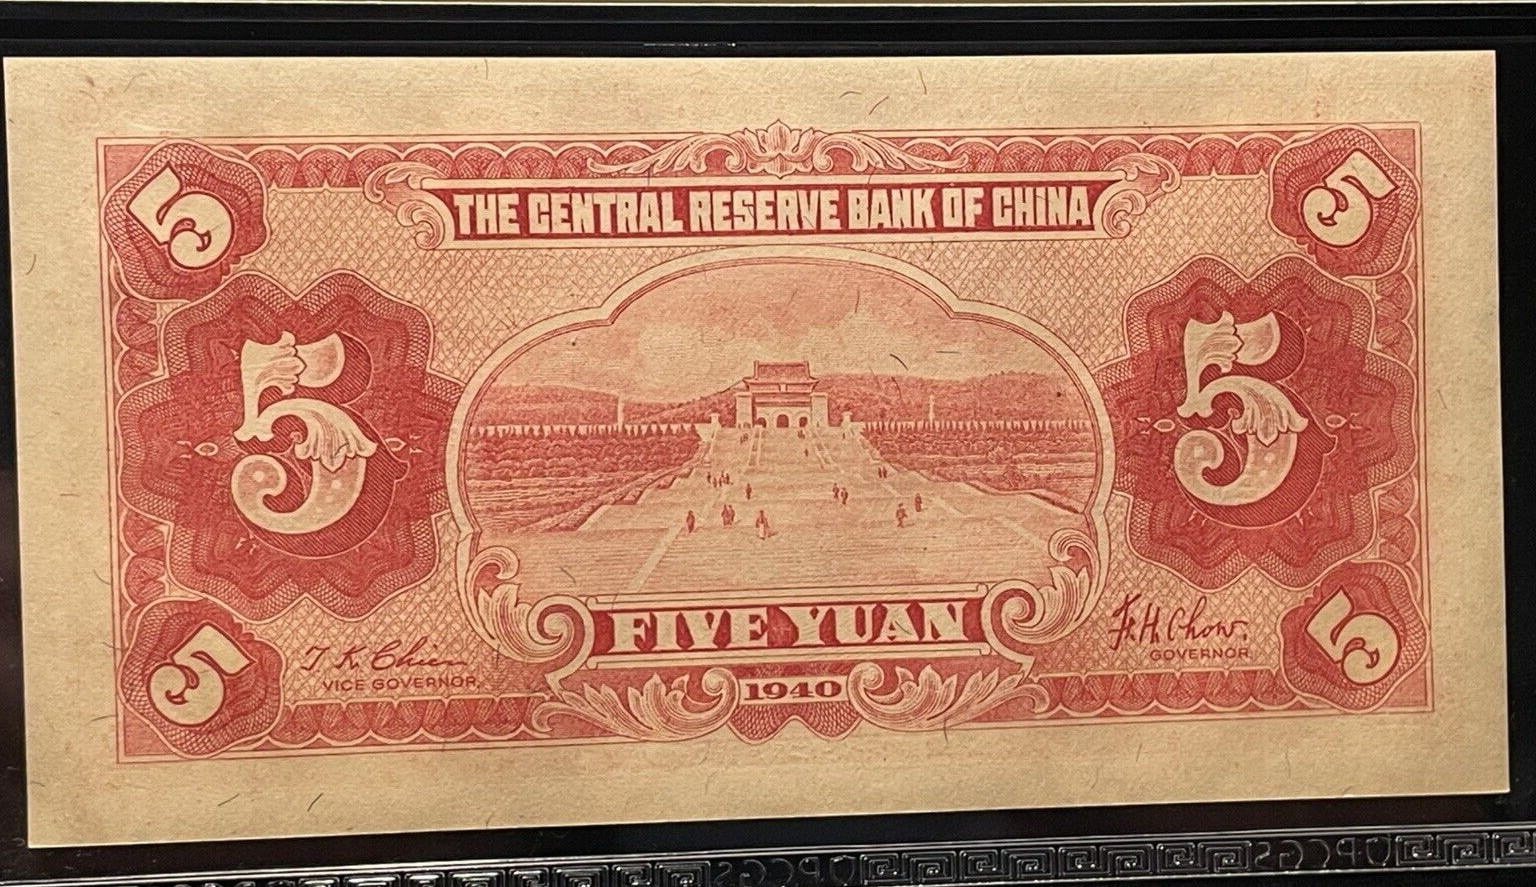 5 5
THE CENTRAL RESERVE BANK OF CHINA
5 5
FIVE YUAN
T. K. Chien
VICE GOVERNOR.
F. H. Chow.
GOVERNOR
1940
5 5
PCGS